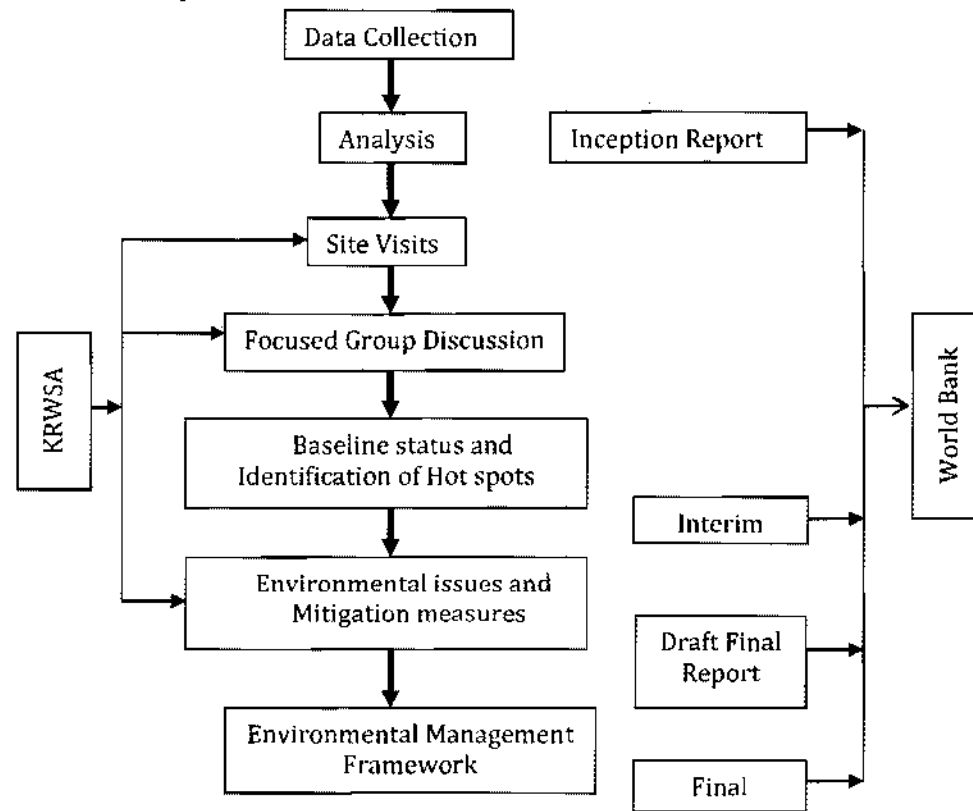 Data Collection
Analysis
Inception Report
Site Visits
Focused Group Discussion
KRWSA
World Bank
Baseline status and
Identification of Hot spots
Interim
Environmental issues and
Mitigation measures
Draft Final
Report
Environmental Management
Framework
Final